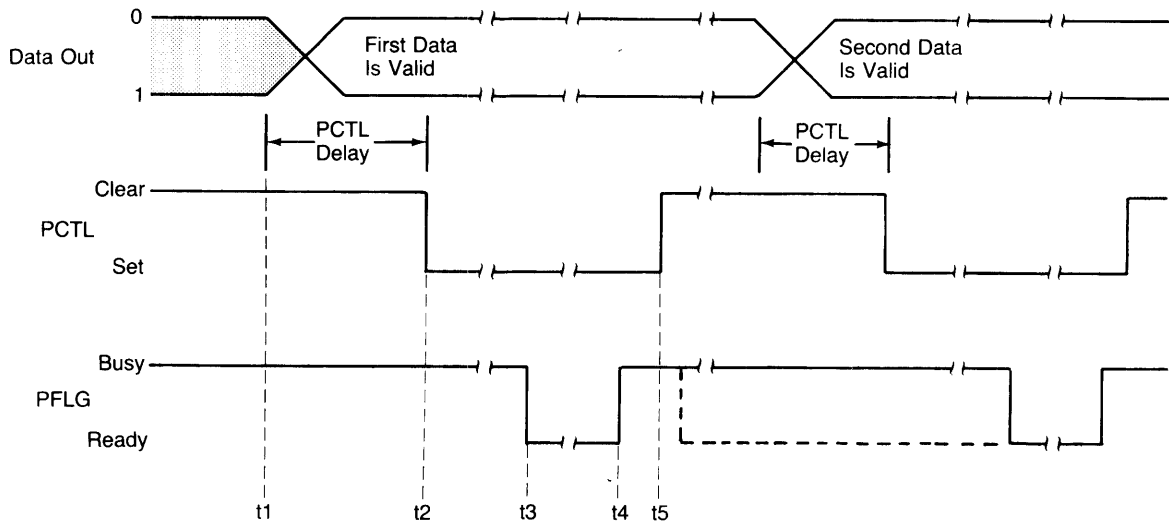 0
Data Out
1
First Data
Is Valid
Second Data
Is Valid
PCTL
Delay
PCTL
Delay
Clear
PCTL
Set
Busy
PFLG
Ready
t1
t2
t3
t4
t5